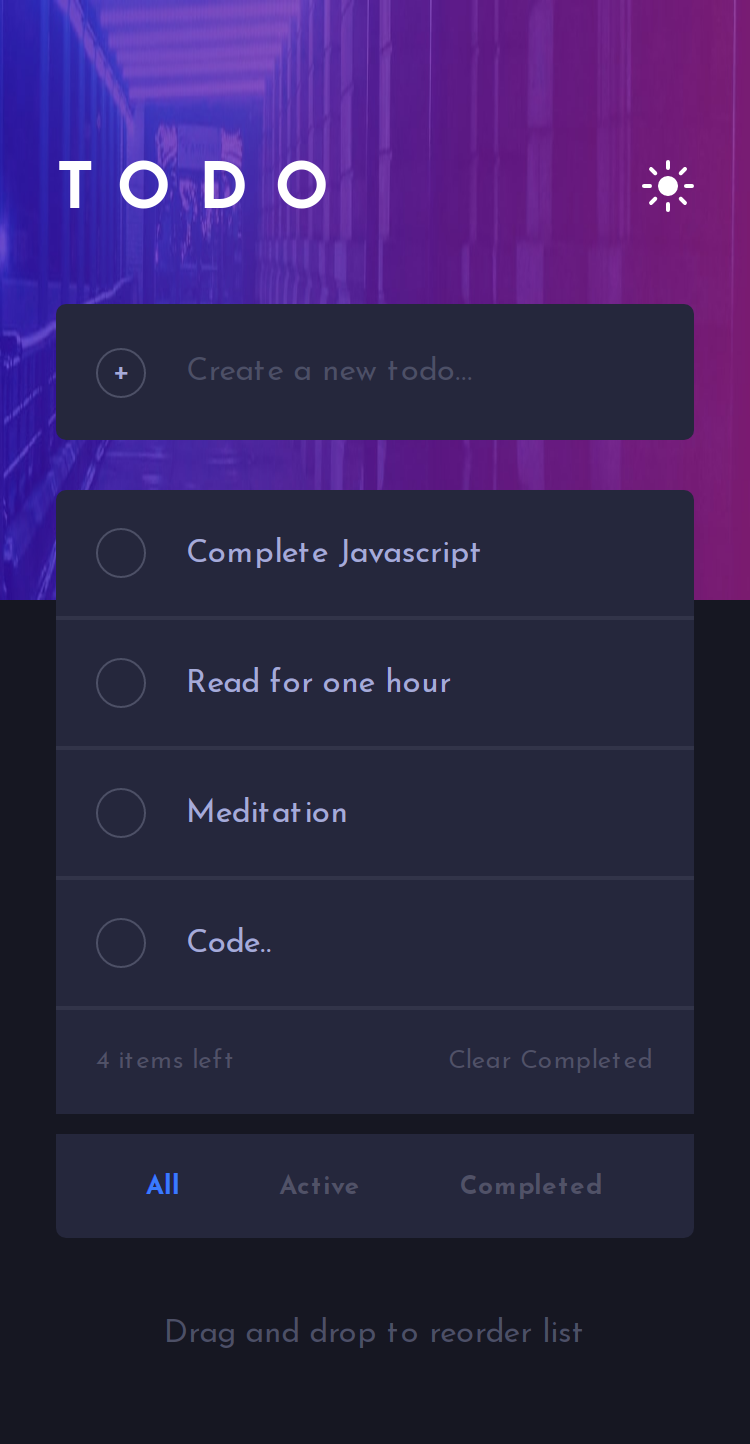 TODO
+ Create a new todo...
Complete Javascript
Read for one hour
Meditation
Code..
4 items left Clear Completed
All Active Completed
Drag and drop to reorder list